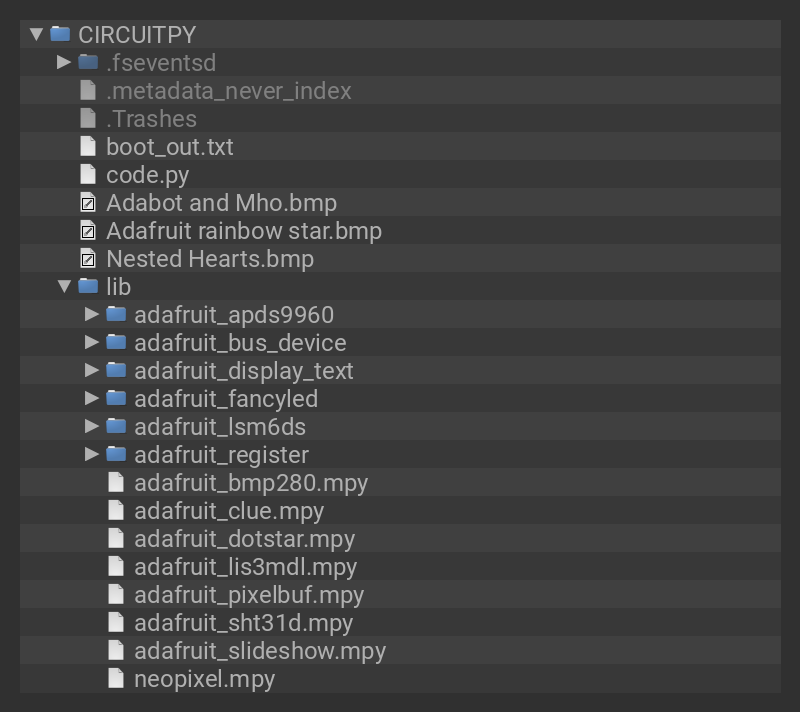 CIRCUITPY
.fseventsd
.metadata_never_index
.Trashes
boot_out.txt
code.py
Adabot and Mho.bmp
Adafruit rainbow star.bmp
Nested Hearts.bmp
lib
adafruit_apds9960
adafruit_bus_device
adafruit_display_text
adafruit_fancyled
adafruit_lsm6ds
adafruit_register
adafruit_bmp280.mpy
adafruit_clue.mpy
adafruit_dotstar.mpy
adafruit_lis3mdl.mpy
adafruit_pixelbuf.mpy
adafruit_sht31d.mpy
adafruit_slideshow.mpy
neopixel.mpy